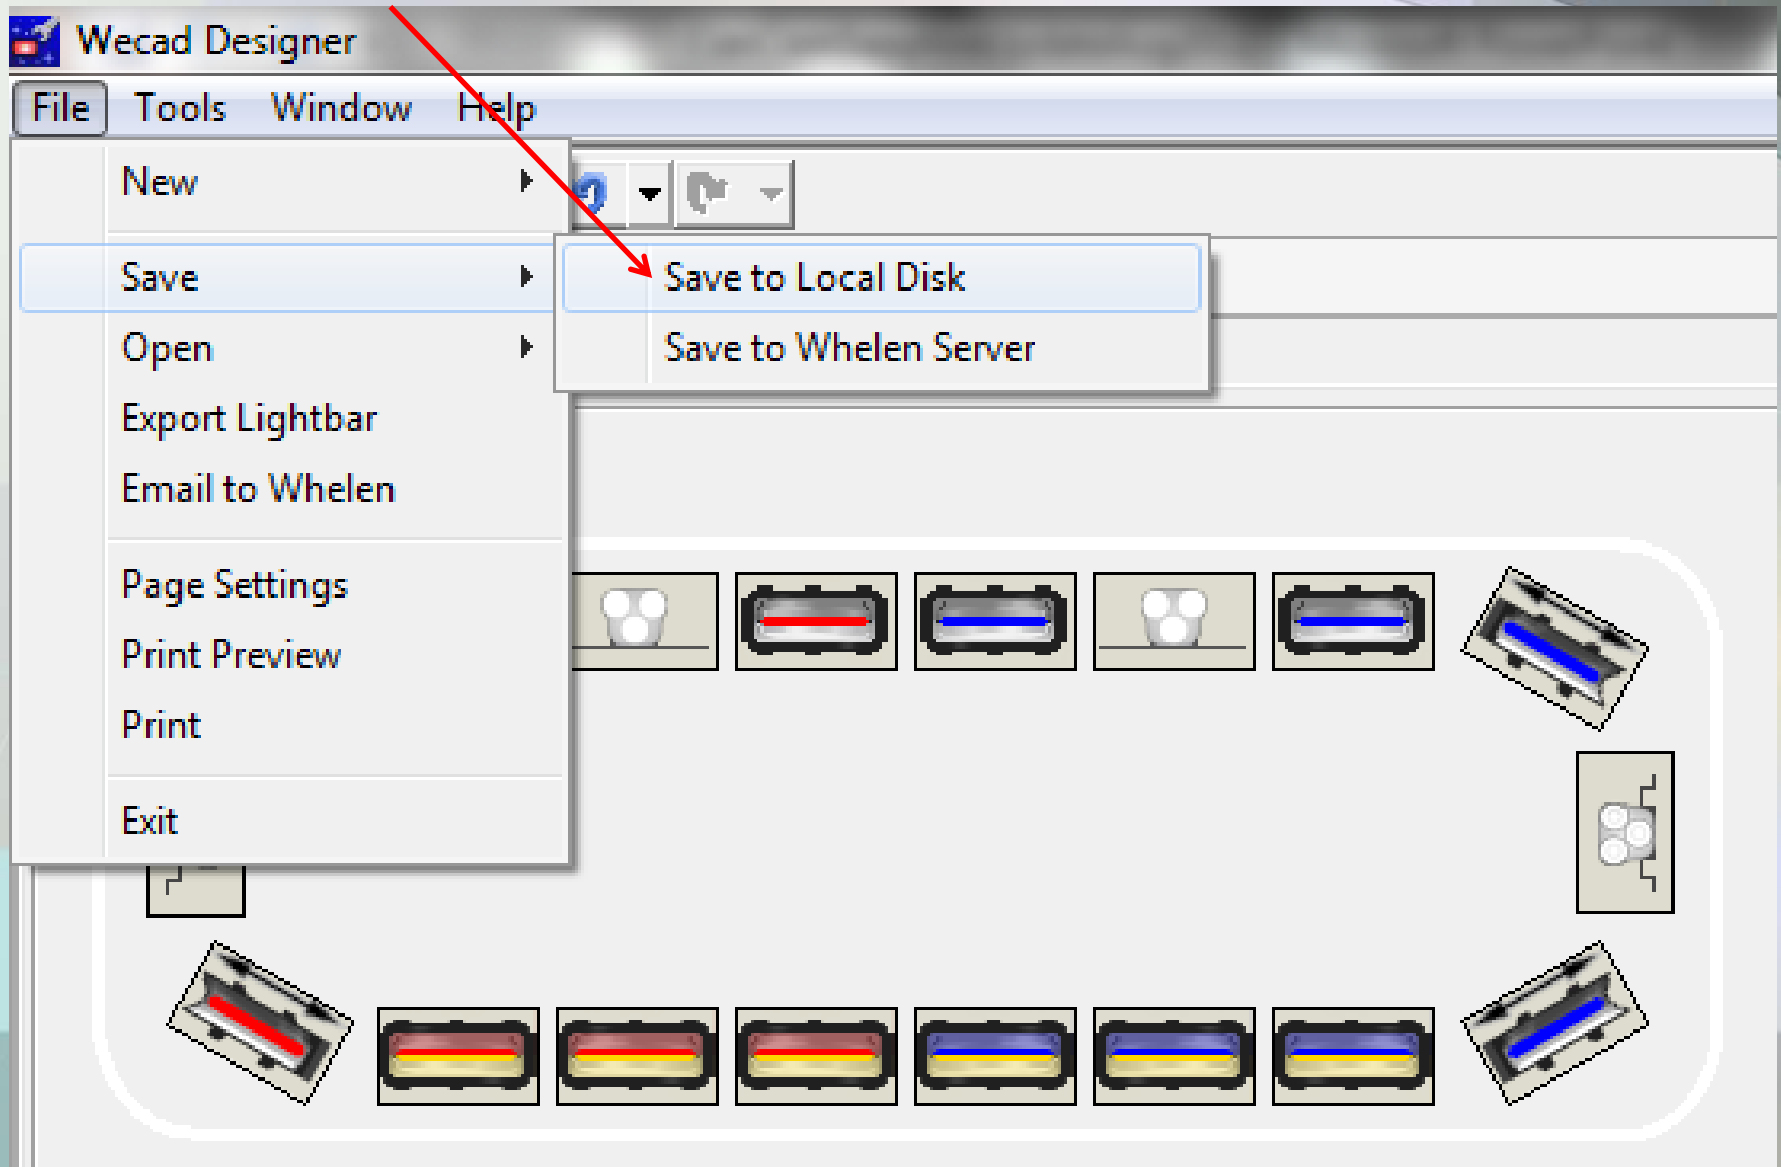 Wecad Designer
File Tools Window Help
New
Save
Save to Local Disk
Open
Save to Whelen Server
Export Lightbar
Email to Whelen
Page Settings
Print Preview
Print
Exit